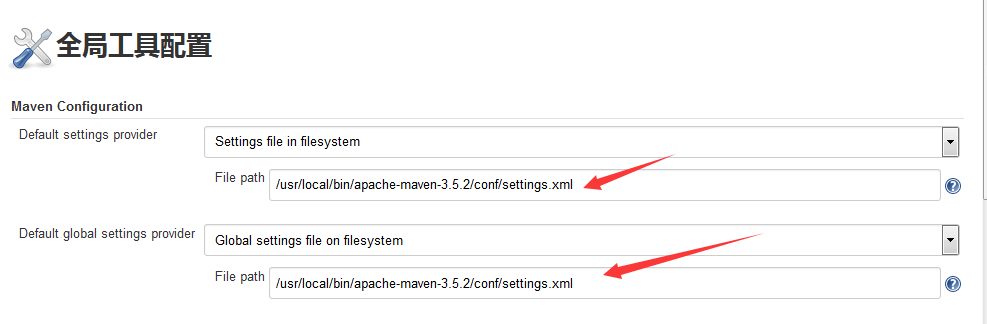 全局工具配置
Maven Configuration
Default settings provider
Settings file in filesystem
File path
/usr/local/bin/apache-maven-3.5.2/conf/settings.xml
Default global settings provider
Global settings file on filesystem
File path
/usr/local/bin/apache-maven-3.5.2/conf/settings.xml